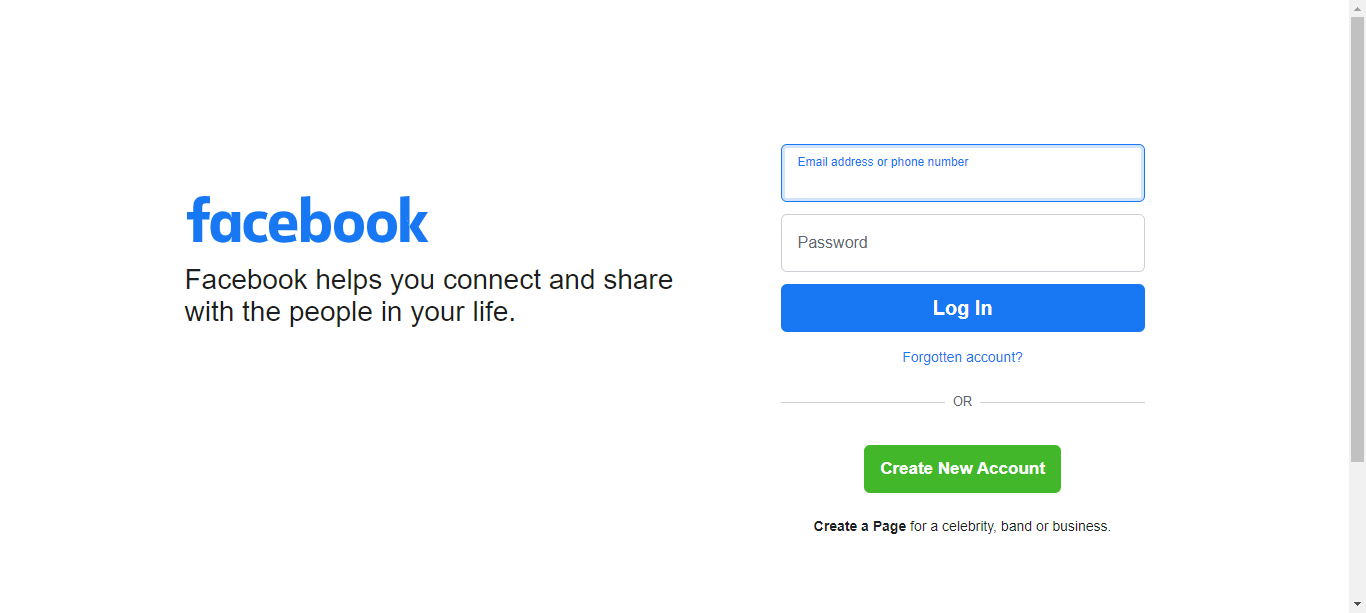 facebook
Facebook helps you connect and share
with the people in your life.
Email address or phone number
Password
Log In
Forgotten account?
OR
Create New Account
Create a Page for a celebrity, band or business.